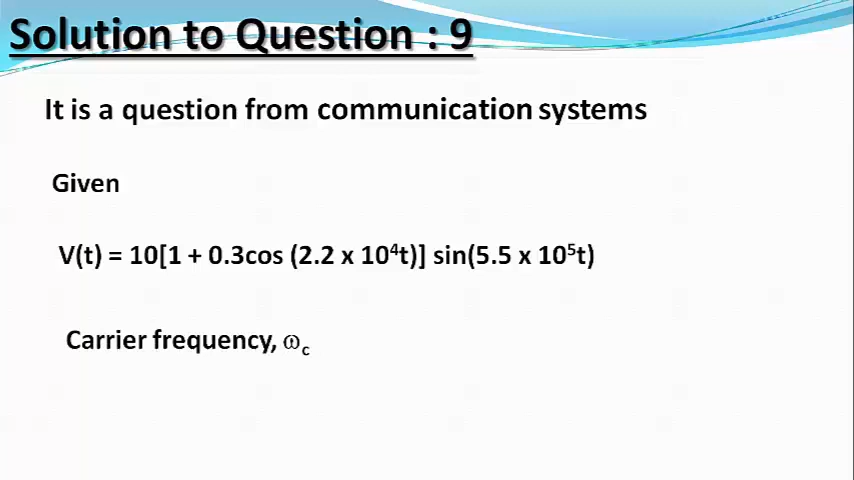 Solution to Question : 9
It is a question from communication systems
Given
V(t) = 10[1 + 0.3cos (2.2 x 10⁴t)] sin(5.5 x 10⁵t)
Carrier frequency, ω꜀